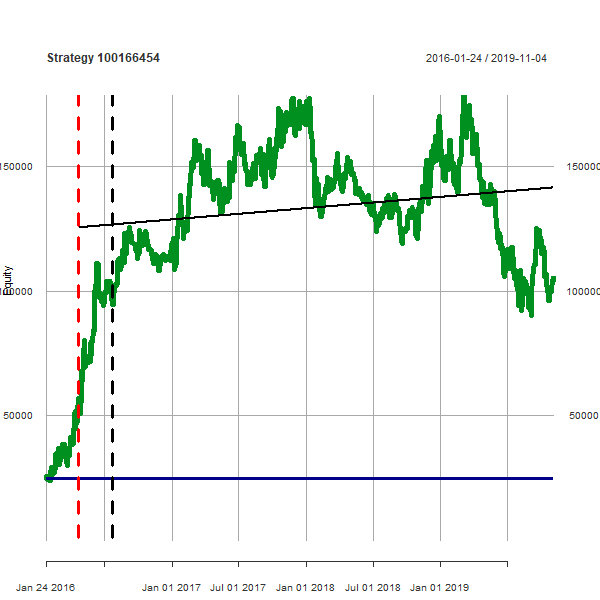 Strategy 100166454
2016-01-24 / 2019-11-04
150000
150000
Equity
100000
100000
50000
50000
Jan 24 2016
Jan 01 2017
Jul 01 2017
Jan 01 2018
Jul 01 2018
Jan 01 2019